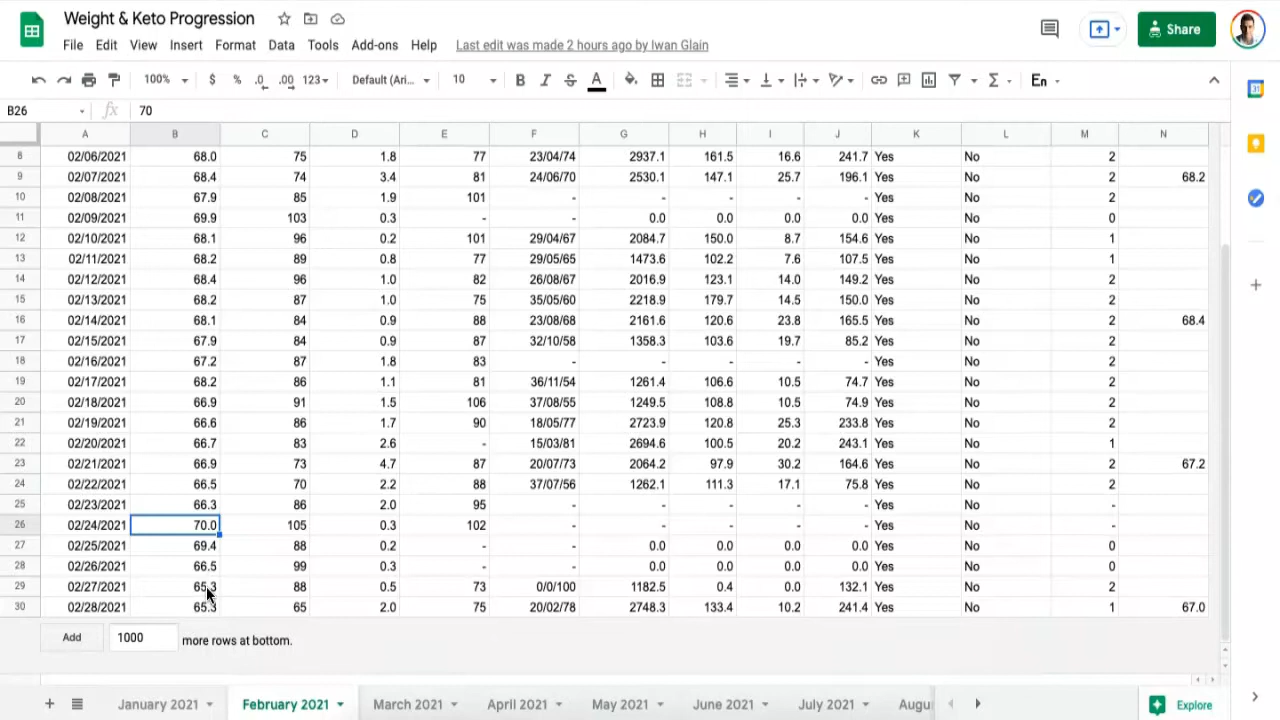 Weight & Keto Progression
File Edit View Insert Format Data Tools Add-ons Help Last edit was made 2 hours ago by Iwan Glain
Share
100% $ % .0 .00 123 Default (Ari... 10 B I S A Σ En
B26 fx 70
A B C D E F G H I J K L M N
8 02/06/2021 68.0 75 1.8 77 23/04/74 2937.1 161.5 16.6 241.7 Yes No 2
9 02/07/2021 68.4 74 3.4 81 24/06/70 2530.1 147.1 25.7 196.1 Yes No 2 68.2
10 02/08/2021 67.9 85 1.9 101 - - - - - Yes No 2
11 02/09/2021 69.9 103 0.3 - - 0.0 0.0 0.0 0.0 Yes No 0
12 02/10/2021 68.1 96 0.2 101 29/04/67 2084.7 150.0 8.7 154.6 Yes No 1
13 02/11/2021 68.2 89 0.8 77 29/05/65 1473.6 102.2 7.6 107.5 Yes No 1
14 02/12/2021 68.4 96 1.0 82 26/08/67 2016.9 123.1 14.0 149.2 Yes No 2
15 02/13/2021 68.2 87 1.0 75 35/05/60 2218.9 179.7 14.5 150.0 Yes No 2
16 02/14/2021 68.1 84 0.9 88 23/08/68 2161.6 120.6 23.8 165.5 Yes No 2 68.4
17 02/15/2021 67.9 84 0.9 87 32/10/58 1358.3 103.6 19.7 85.2 Yes No 2
18 02/16/2021 67.2 87 1.8 83 - - - - - Yes No 2
19 02/17/2021 68.2 86 1.1 81 36/11/54 1261.4 106.6 10.5 74.7 Yes No 2
20 02/18/2021 66.9 91 1.5 106 37/08/55 1249.5 108.8 10.5 74.9 Yes No 2
21 02/19/2021 66.6 86 1.7 90 18/05/77 2723.9 120.8 25.3 233.8 Yes No 2
22 02/20/2021 66.7 83 2.6 - 15/03/81 2694.6 100.5 20.2 243.1 Yes No 1
23 02/21/2021 66.9 73 4.7 87 20/07/73 2064.2 97.9 30.2 164.6 Yes No 2 67.2
24 02/22/2021 66.5 70 2.2 88 37/07/56 1262.1 111.3 17.1 75.8 Yes No 2
25 02/23/2021 66.3 86 2.0 95 - - - - - Yes No -
26 02/24/2021 70.0 105 0.3 102 - - - - - Yes No -
27 02/25/2021 69.4 88 0.2 - - 0.0 0.0 0.0 0.0 Yes No 0
28 02/26/2021 66.5 99 0.3 - - 0.0 0.0 0.0 0.0 Yes No 0
29 02/27/2021 65.3 88 0.5 73 0/0/100 1182.5 0.4 0.0 132.1 Yes No 2
30 02/28/2021 65.3 65 2.0 75 20/02/78 2748.3 133.4 10.2 241.4 Yes No 1 67.0
Add 1000 more rows at bottom.
January 2021 February 2021 March 2021 April 2021 May 2021 June 2021 July 2021 Augu Explore